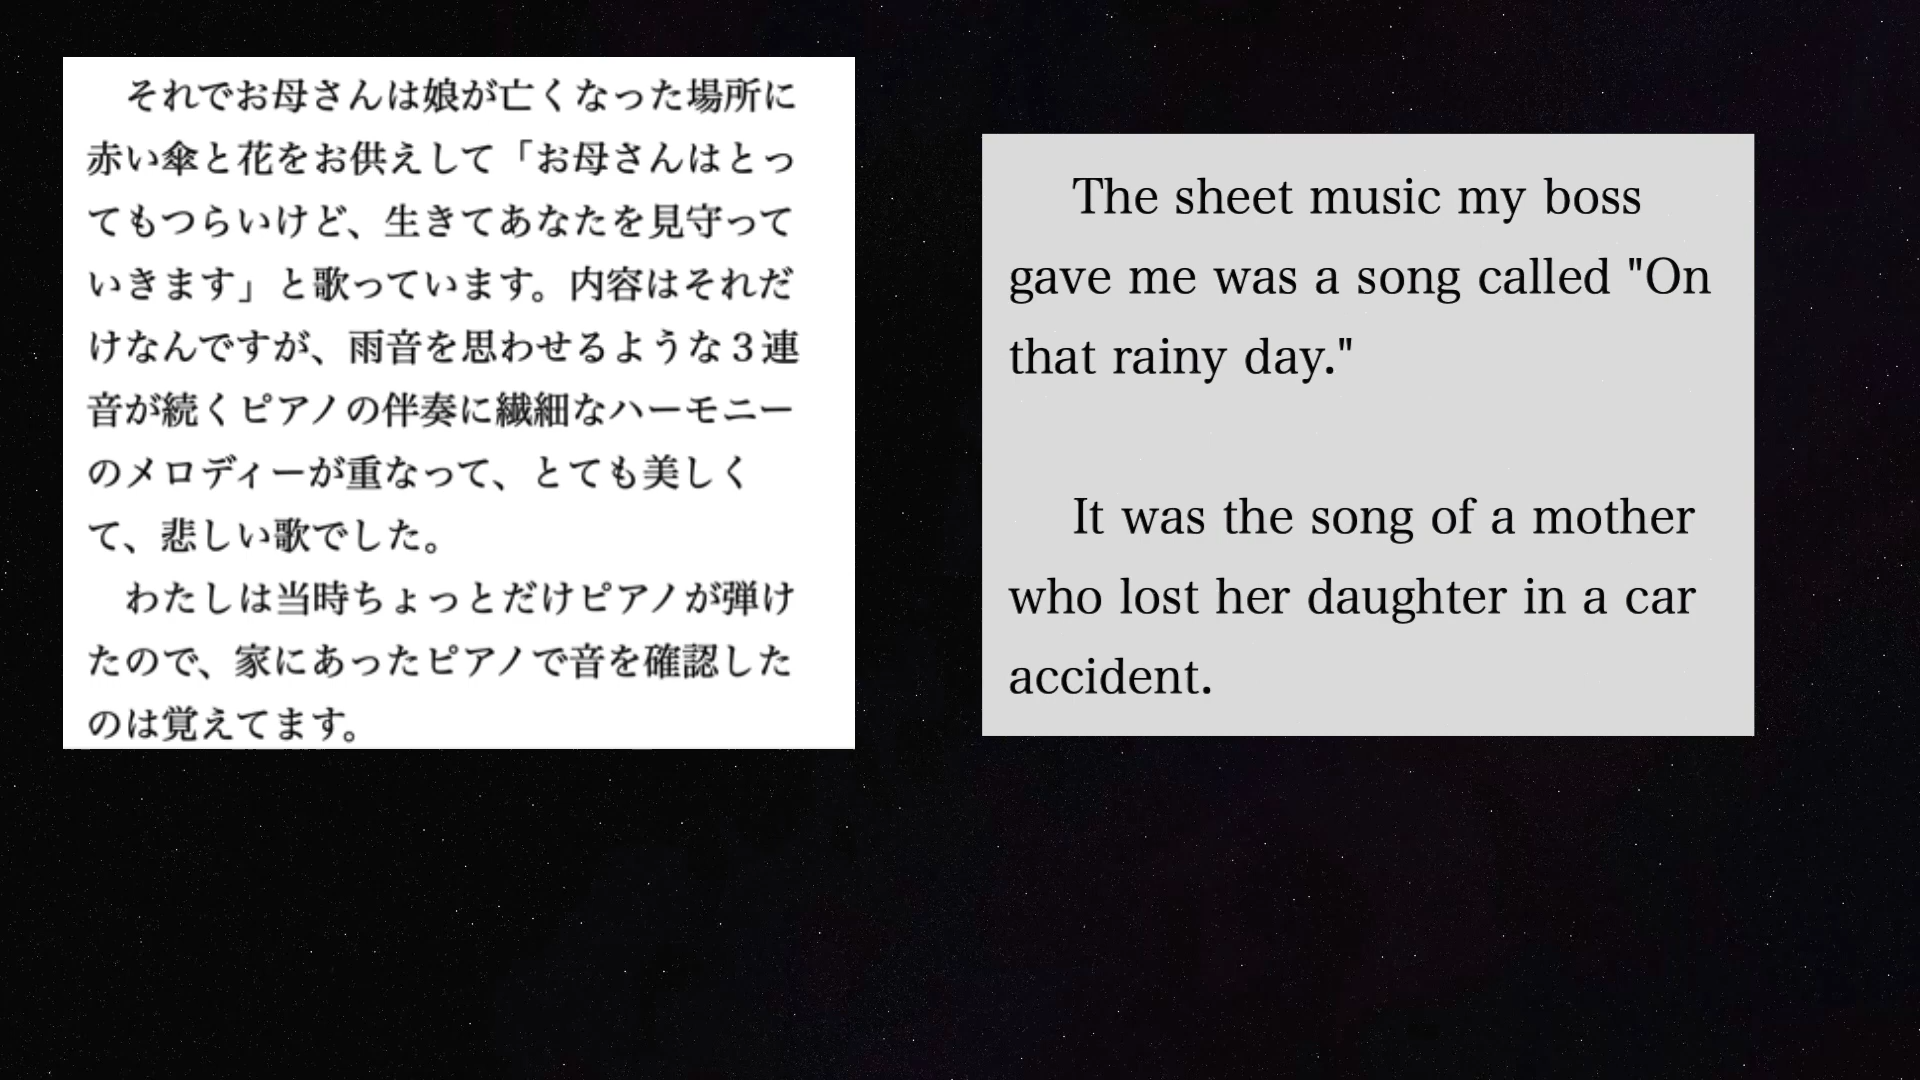 それでお母さんは娘が亡くなった場所に
赤い傘と花をお供えして「お母さんはとっ
てもつらいけど、生きてあなたを見守って
いきます」と歌っています。内容はそれだ
けなんですが、雨音を思わせるような３連
音が続くピアノの伴奏に繊細なハーモニー
のメロディーが重なって、とても美しく
て、悲しい歌でした。
わたしは当時ちょっとだけピアノが弾け
たので、家にあったピアノで音を確認した
のは覚えてます。
The sheet music my boss
gave me was a song called "On
that rainy day."
It was the song of a mother
who lost her daughter in a car
accident.